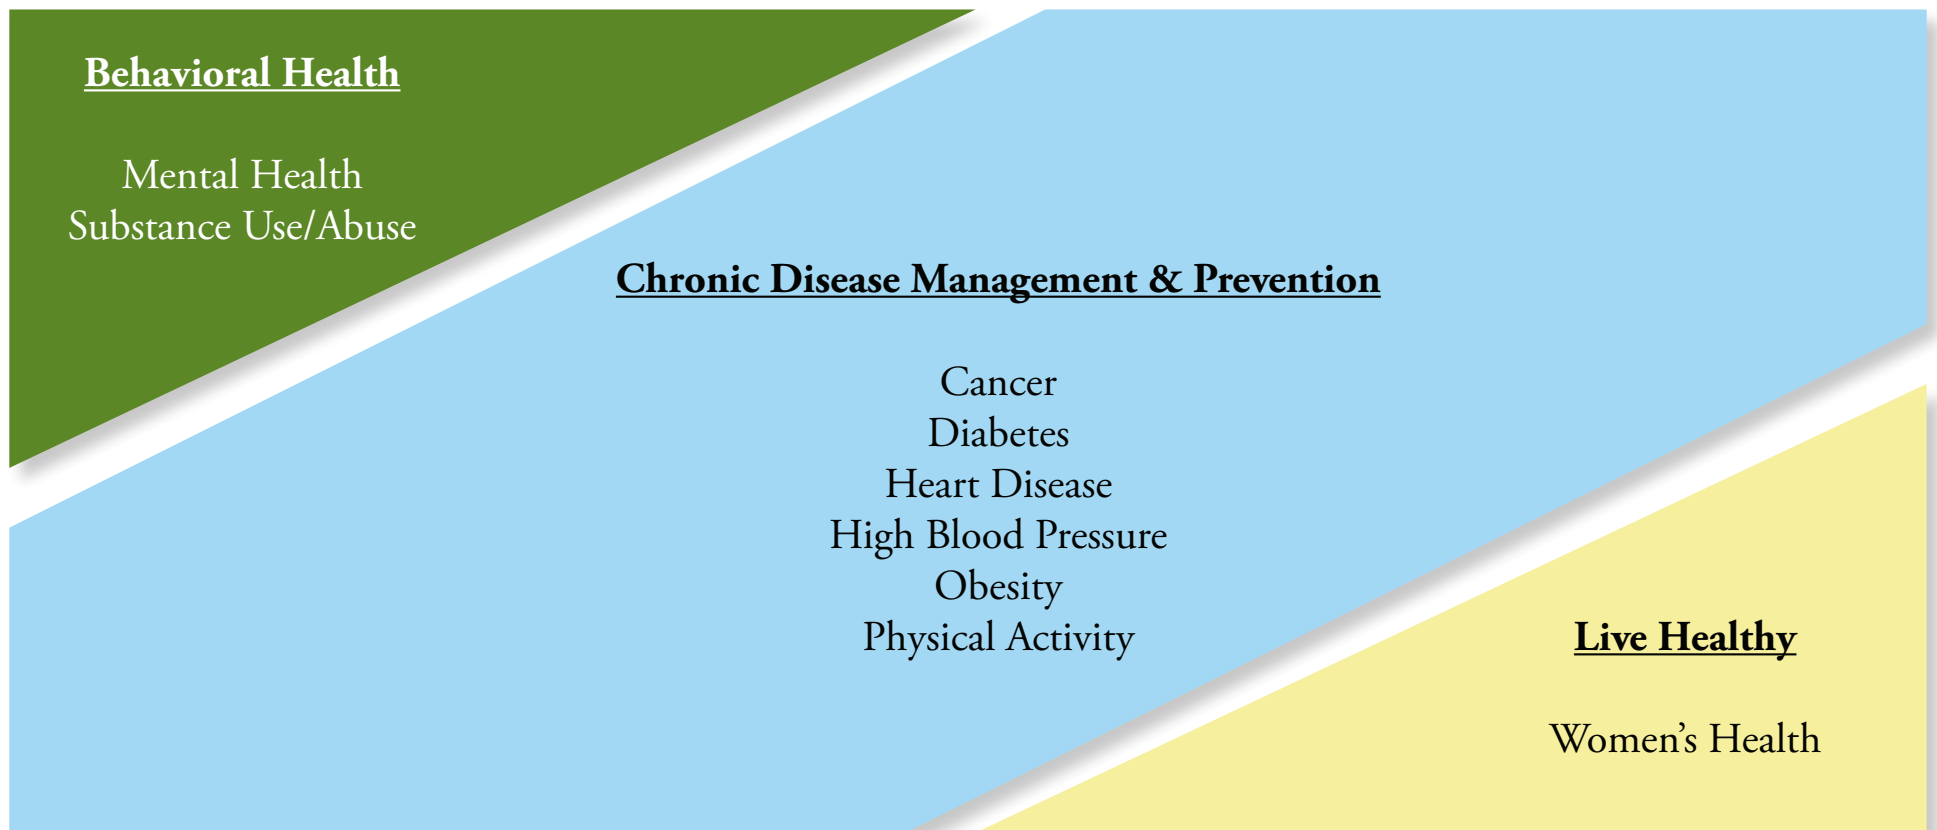 Behavioral Health
Mental Health
Substance Use/Abuse
Chronic Disease Management & Prevention
Cancer
Diabetes
Heart Disease
High Blood Pressure
Obesity
Physical Activity
Live Healthy
Women’s Health